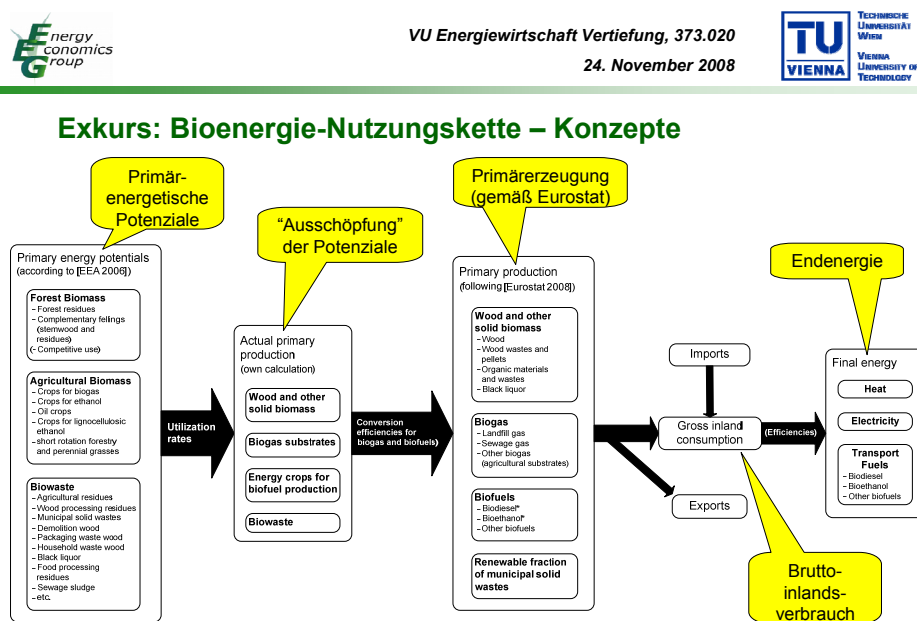 Energy
Economics
Group
VU Energiewirtschaft Vertiefung, 373.020
24. November 2008
TU
VIENNA
TECHNISCHE
UNIVERSITÄT
WIEN
VIENNA
UNIVERSITY OF
TECHNOLOGY
Exkurs: Bioenergie-Nutzungskette – Konzepte
Primär-
energetische
Potenziale
“Ausschöpfung”
der Potenziale
Primärerzeugung
(gemäß Eurostat)
Endenergie
Brutto-
inlands-
verbrauch
Primary energy potentials
(according to [EEA 2006])
Forest Biomass
– Forest residues
– Complementary fellings
(stemwood and
residues)
(- Competitive use)
Agricultural Biomass
– Crops for biogas
– Crops for ethanol
– Oil crops
– Crops for lignocellulosic
ethanol
– short rotation forestry
and perennial grasses
Biowaste
– Agricultural residues
– Wood processing residues
– Municipal solid wastes
– Demolition wood
– Packaging waste wood
– Household waste wood
– Black liquor
– Food processing
residues
– Sewage sludge
– etc.
Utilization
rates
Actual primary
production
(own calculation)
Wood and other
solid biomass
Biogas substrates
Energy crops for
biofuel production
Biowaste
Conversion
efficiencies for
biogas and biofuels)
Primary production
(following [Eurostat 2008])
Wood and other
solid biomass
– Wood
– Wood wastes and
pellets
– Organic materials
and wastes
– Black liquor
Biogas
– Landfill gas
– Sewage gas
– Other biogas
(agricultural substrates)
Biofuels
– Biodiesel*
– Bioethanol*
– Other biofuels
Renewable fraction
of municipal solid
wastes
Imports
Gross inland
consumption
Exports
(Efficiencies)
Final energy
Heat
Electricity
Transport
Fuels
– Biodiesel
– Bioethanol
– Other biofuels